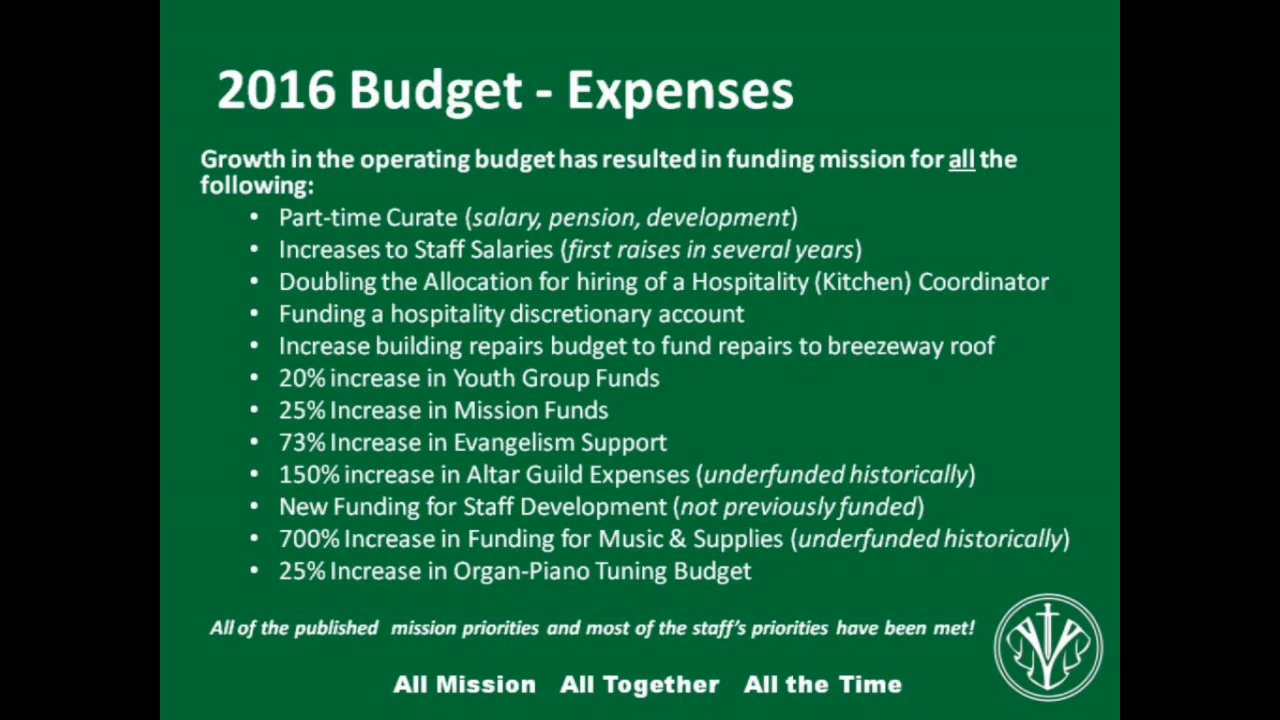 2016 Budget - Expenses
Growth in the operating budget has resulted in funding mission for all the
following:
• Part-time Curate (salary, pension, development)
• Increases to Staff Salaries (first raises in several years)
• Doubling the Allocation for hiring of a Hospitality (Kitchen) Coordinator
• Funding a hospitality discretionary account
• Increase building repairs budget to fund repairs to breezeway roof
• 20% increase in Youth Group Funds
• 25% Increase in Mission Funds
• 73% Increase in Evangelism Support
• 150% increase in Altar Guild Expenses (underfunded historically)
• New Funding for Staff Development (not previously funded)
• 700% Increase in Funding for Music & Supplies (underfunded historically)
• 25% Increase in Organ-Piano Tuning Budget
All of the published mission priorities and most of the staff's priorities have been met!
All Mission All Together All the Time